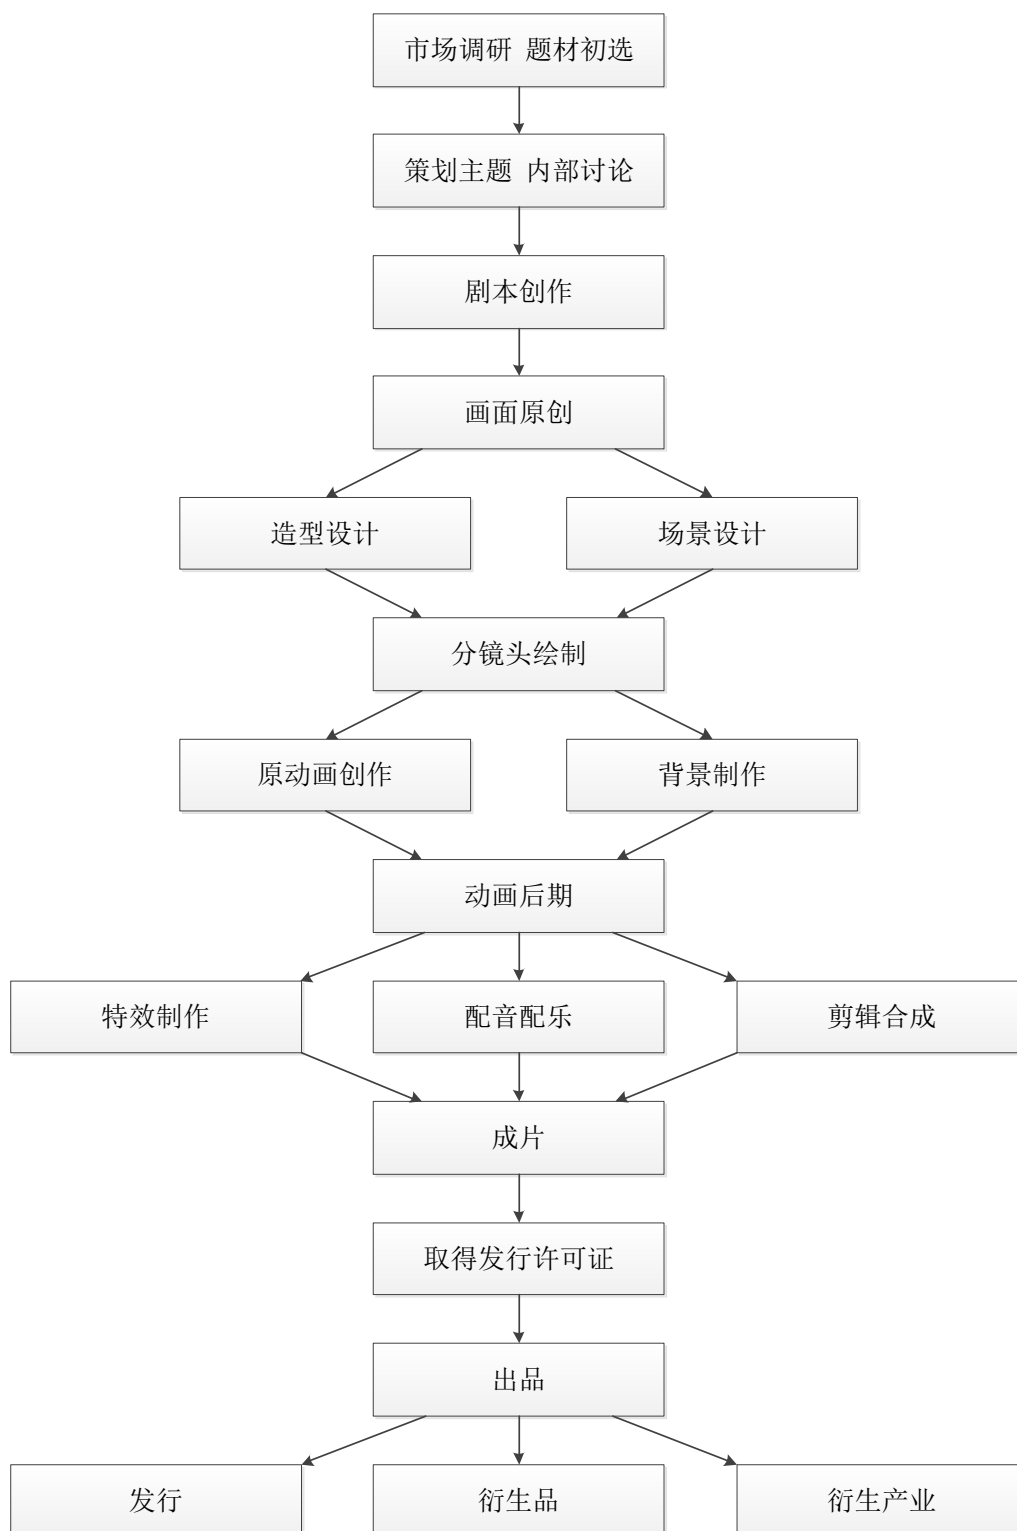 市场调研 题材初选
策划主题 内部讨论
剧本创作
画面原创
造型设计
场景设计
分镜头绘制
原动画创作
背景制作
动画后期
特效制作
配音配乐
剪辑合成
成片
取得发行许可证
出品
发行
衍生品
衍生产业